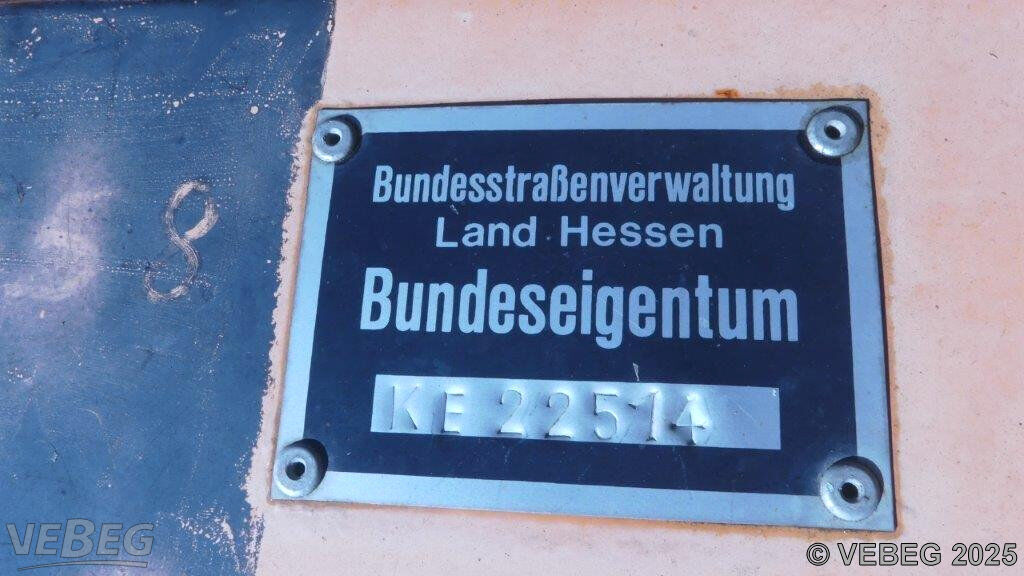 Bundesstraßenverwaltung
Land Hessen
Bundeseigentum
KE 22514
8
VEBEG
© VEBEG 2025